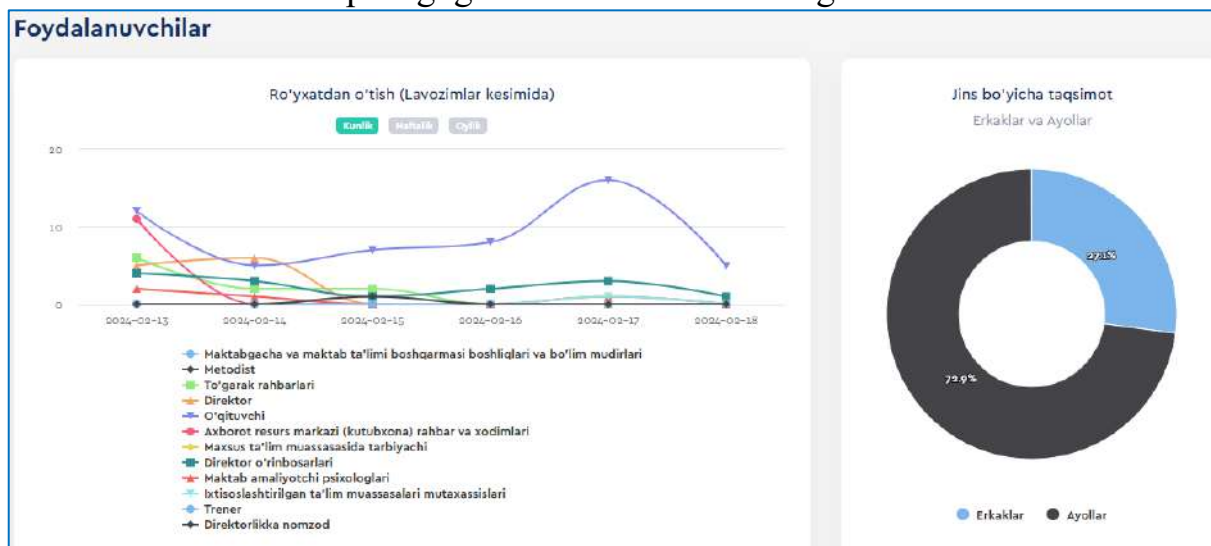 Foydalanuvchilar
Ro'yxatdan o'tish (Lavozimlar kesimida)
Kunlik Haftalik Oylik
20
10
0
2024-02-13 2024-02-14 2024-02-15 2024-02-16 2024-02-17 2024-02-18
Maktabgacha va maktab ta'limi boshqarmasi boshliqlari va bo'lim mudirlari
Metodist
To'garak rahbarlari
Direktor
O'qituvchi
Axborot resurs markazi (kutubxona) rahbar va xodimlari
Maxsus ta'lim muassasasida tarbiyachi
Direktor o'rinbosarlari
Maktab amaliyotchi psixologlari
Ixtisoslashtirilgan ta'lim muassasalari mutaxassislari
Trener
Direktorlikka nomzod
Jins bo'yicha taqsimot
Erkaklar va Ayollar
27.1%
72.9%
Erkaklar Ayollar